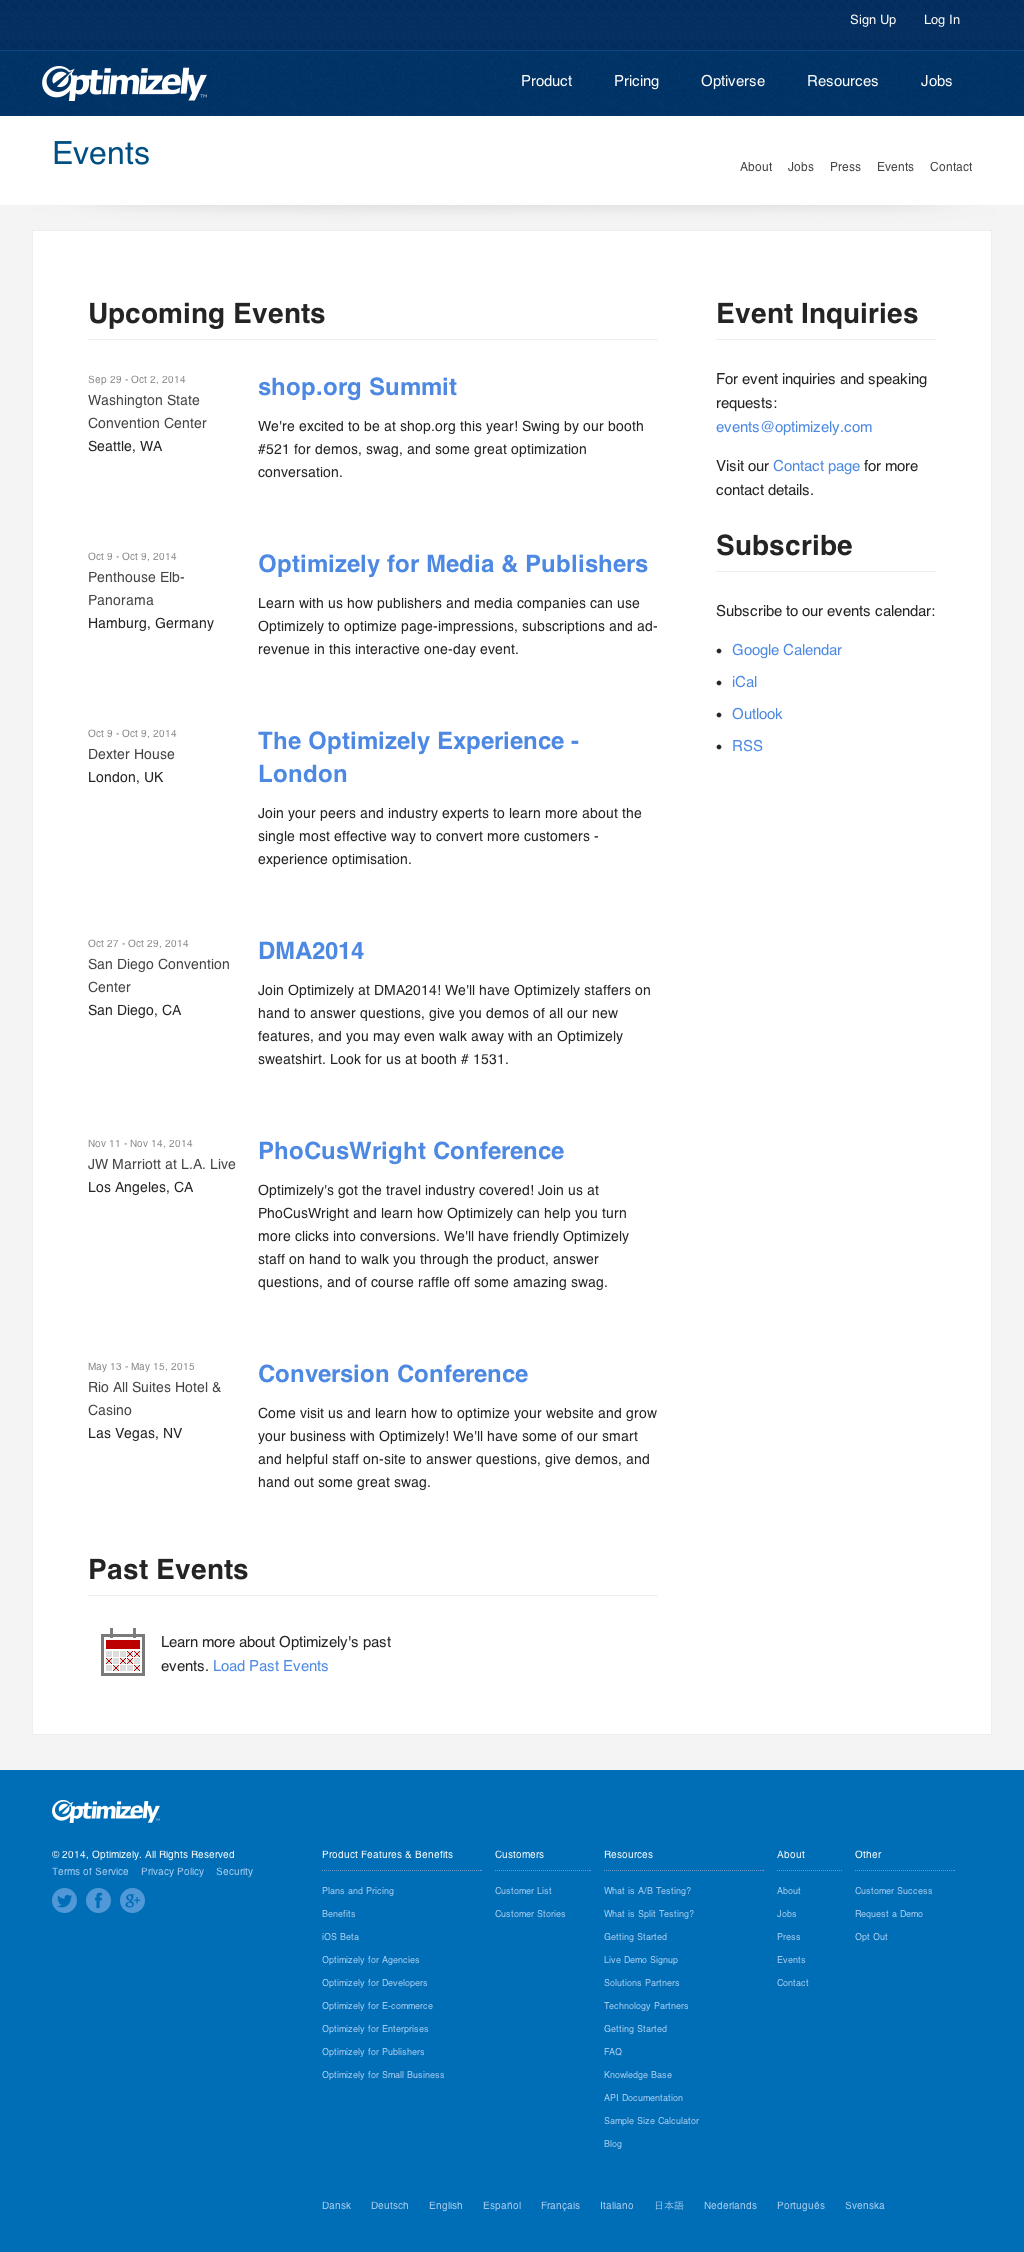 Sign Up Log In
Optimizely™
Product Pricing Optiverse Resources Jobs
Events
About Jobs Press Events Contact
Upcoming Events
Sep 29 - Oct 2, 2014
Washington State
Convention Center
Seattle, WA
shop.org Summit
We're excited to be at shop.org this year! Swing by our booth
#521 for demos, swag, and some great optimization
conversation.
Oct 9 - Oct 9, 2014
Penthouse Elb-
Panorama
Hamburg, Germany
Optimizely for Media & Publishers
Learn with us how publishers and media companies can use
Optimizely to optimize page-impressions, subscriptions and ad-
revenue in this interactive one-day event.
Oct 9 - Oct 9, 2014
Dexter House
London, UK
The Optimizely Experience -
London
Join your peers and industry experts to learn more about the
single most effective way to convert more customers -
experience optimisation.
Oct 27 - Oct 29, 2014
San Diego Convention
Center
San Diego, CA
DMA2014
Join Optimizely at DMA2014! We'll have Optimizely staffers on
hand to answer questions, give you demos of all our new
features, and you may even walk away with an Optimizely
sweatshirt. Look for us at booth # 1531.
Nov 11 - Nov 14, 2014
JW Marriott at L.A. Live
Los Angeles, CA
PhoCusWright Conference
Optimizely's got the travel industry covered! Join us at
PhoCusWright and learn how Optimizely can help you turn
more clicks into conversions. We'll have friendly Optimizely
staff on hand to walk you through the product, answer
questions, and of course raffle off some amazing swag.
May 13 - May 15, 2015
Rio All Suites Hotel &
Casino
Las Vegas, NV
Conversion Conference
Come visit us and learn how to optimize your website and grow
your business with Optimizely! We'll have some of our smart
and helpful staff on-site to answer questions, give demos, and
hand out some great swag.
Past Events
Learn more about Optimizely's past
events. Load Past Events
Event Inquiries
For event inquiries and speaking
requests:
events@optimizely.com
Visit our Contact page for more
contact details.
Subscribe
Subscribe to our events calendar:
• Google Calendar
• iCal
• Outlook
• RSS
Optimizely
© 2014, Optimizely. All Rights Reserved
Terms of Service Privacy Policy Security
Product Features & Benefits
Plans and Pricing
Benefits
iOS Beta
Optimizely for Agencies
Optimizely for Developers
Optimizely for E-commerce
Optimizely for Enterprises
Optimizely for Publishers
Optimizely for Small Business
Customers
Customer List
Customer Stories
Resources
What is A/B Testing?
What is Split Testing?
Getting Started
Live Demo Signup
Solutions Partners
Technology Partners
Getting Started
FAQ
Knowledge Base
API Documentation
Sample Size Calculator
Blog
About
About
Jobs
Press
Events
Contact
Other
Customer Success
Request a Demo
Opt Out
Dansk Deutsch English Español Français Italiano 日本語 Nederlands Português Svenska